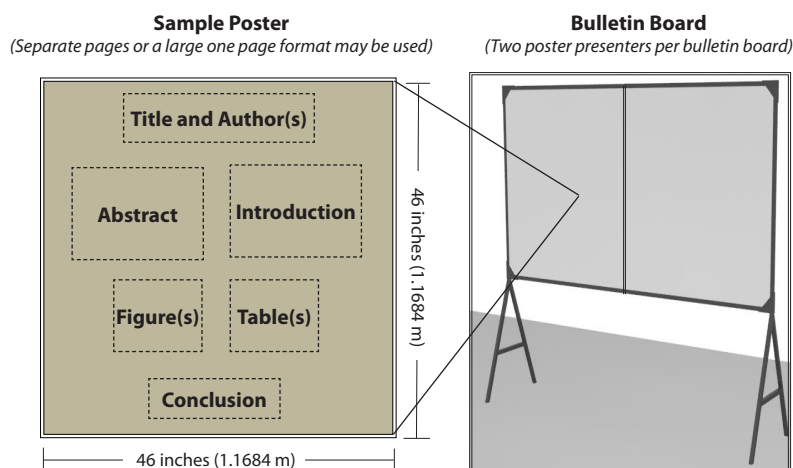 Sample Poster
(Separate pages or a large one page format may be used)
Bulletin Board
(Two poster presenters per bulletin board)
Title and Author(s)
Abstract
Introduction
Figure(s)
Table(s)
Conclusion
46 inches (1.1684 m)
46 inches (1.1684 m)